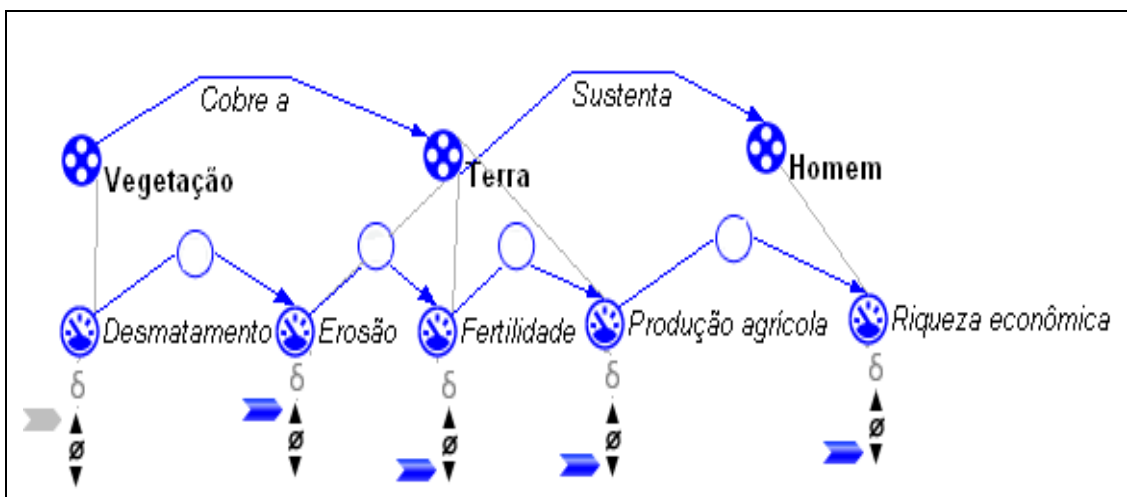 Cobre a
Sustenta
Vegetação
Terra
Homem
Desmatamento
Erosão
Fertilidade
Produção agrícola
Riqueza econômica
δ
δ
δ
δ
δ
ø
ø
ø
ø
ø